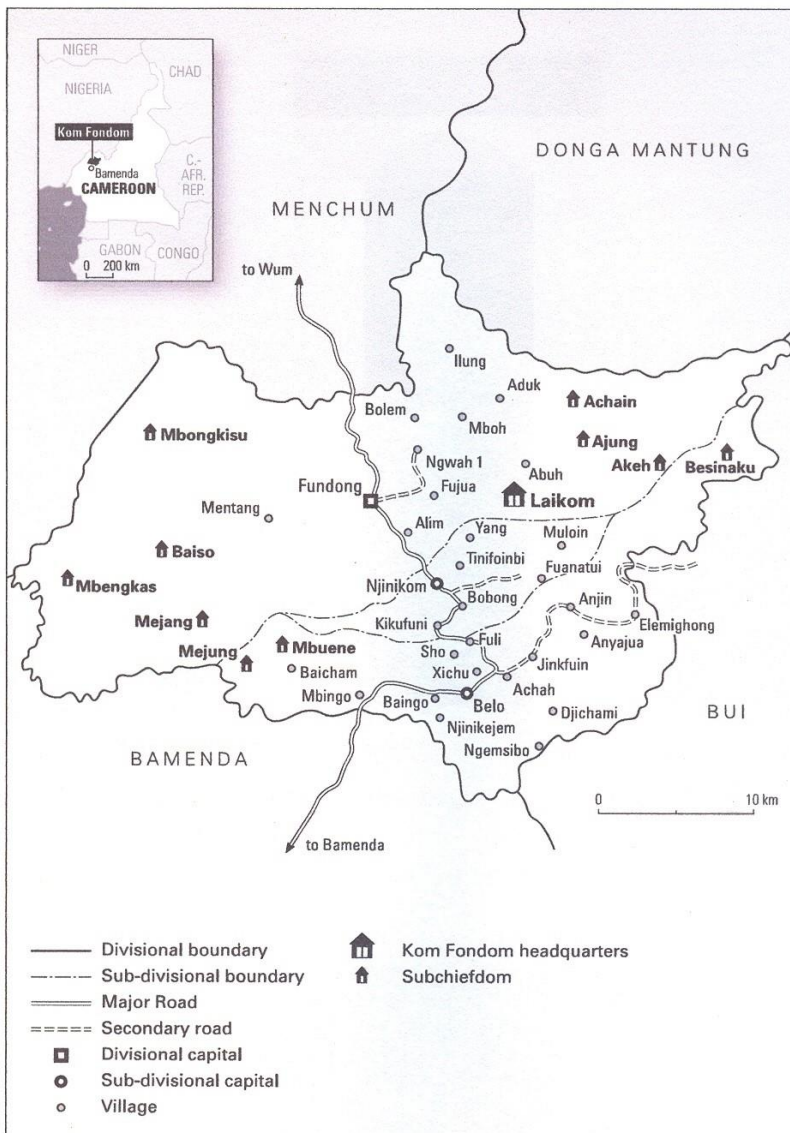 NIGER
CHAD
NIGERIA
Kom Fondom
Bamenda
CAMEROON
C.-
AFR.
REP.
GABON
CONGO
0 200 km
DONGA MANTUNG
MENCHUM
to Wum
Ilung
Aduk
Achain
Bolem
Mboh
Mbongkisu
Ajung
Ngwah 1
Abuh
Akeh
Besinaku
Fundong
Fujua
Laikom
Mentang
Alim
Yang
Muloin
Baiso
Tinifoinbi
Mbengkas
Njinikom
Fuanatui
Bobong
Anjin
Mejang
Kikufuni
Elemighong
Mbuene
Fuli
Anyajua
Mejung
Sho
Jinkfuin
Baicham
Xichu
Achah
Mbingo
Baingo
Belo
Djichami
BUI
Njinikejem
Ngemsibo
BAMENDA
0 10 km
to Bamenda
Divisional boundary
Sub-divisional boundary
Major Road
Secondary road
Divisional capital
Sub-divisional capital
Village
Kom Fondom headquarters
Subchiefdom